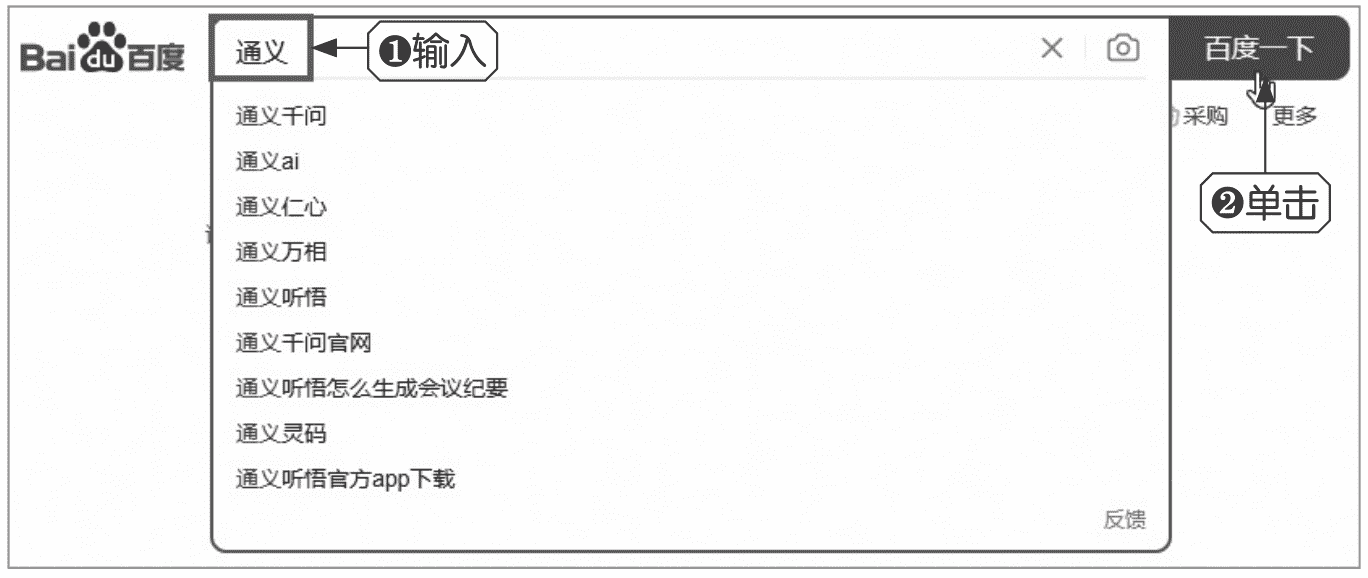 Bai du 百度 通义 ❶输入 百度一下
通义千问 采购 更多
通义ai
通义仁心 ❷单击
通义万相
通义听悟
通义千问官网
通义听悟怎么生成会议纪要
通义灵码
通义听悟官方app下载
反馈